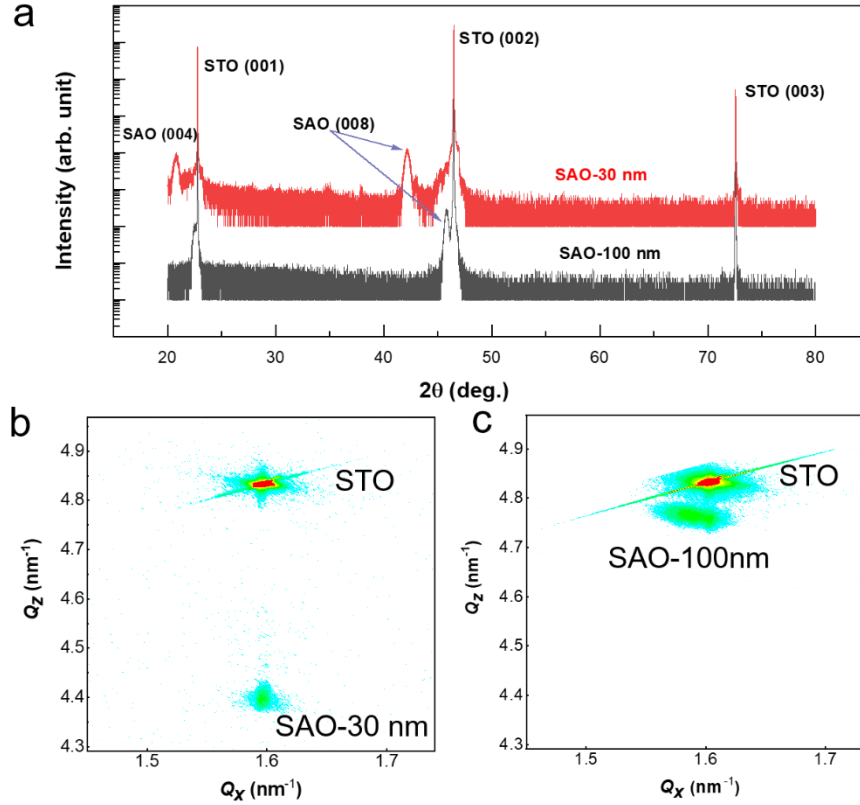 a
STO (001)
STO (002)
STO (003)
SAO (004)
SAO (008)
SAO-30 nm
SAO-100 nm
Intensity (arb. unit)
20 30 40 50 60 70 80
2θ (deg.)
b
4.9
4.8
4.7
4.6
4.5
4.4
4.3
Qz (nm-1)
STO
SAO-30 nm
1.5 1.6 1.7
Qx (nm-1)
c
4.9
4.8
4.7
4.6
4.5
4.4
4.3
Qz (nm-1)
STO
SAO-100nm
1.5 1.6 1.7
Qx (nm-1)